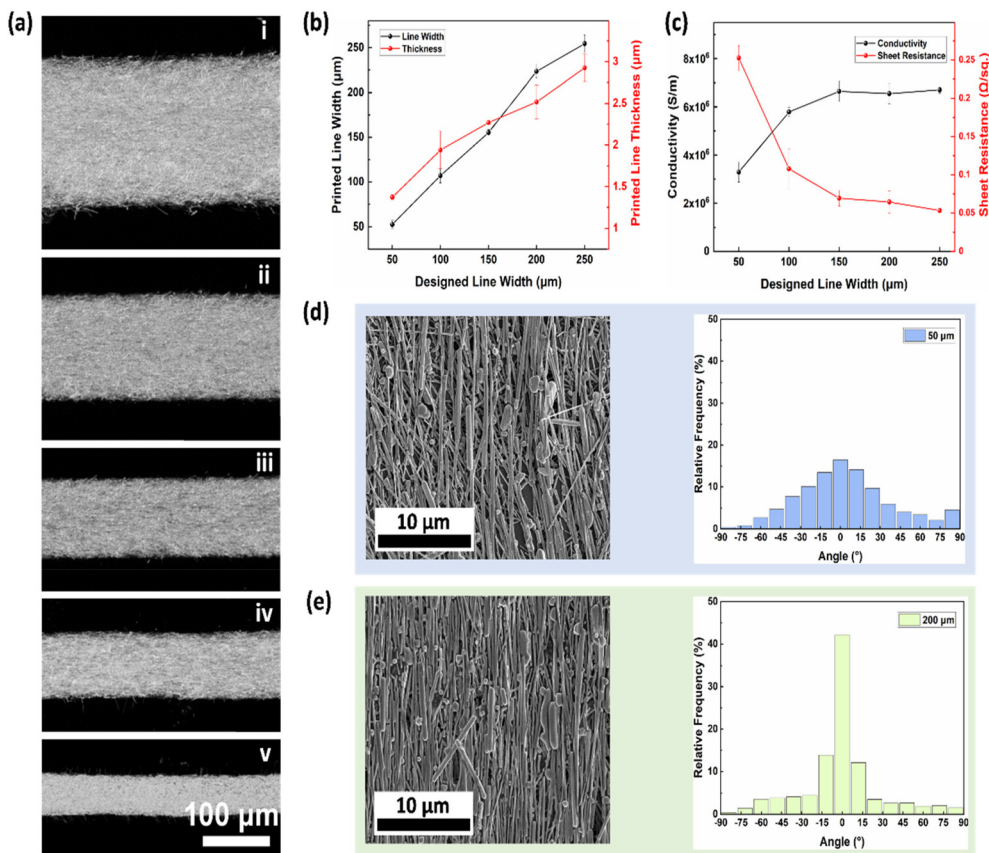 (a)
i
ii
iii
iv
v
100 µm
(b)
Line Width
Thickness
Printed Line Width (µm)
250
200
150
100
50
Printed Line Thickness (µm)
3
2.5
2
1.5
1
50 100 150 200 250
Designed Line Width (µm)
(c)
Conductivity
Sheet Resistance
Conductivity (S/m)
8x10⁶
6x10⁶
4x10⁶
2x10⁶
0
Sheet Resistance (Ω/sq.)
0.25
0.2
0.15
0.1
0.05
0
50 100 150 200 250
Designed Line Width (µm)
(d)
10 µm
50 µm
Relative Frequency (%)
50
40
30
20
10
0
-90 -75 -60 -45 -30 -15 0 15 30 45 60 75 90
Angle (°)
(e)
10 µm
200 µm
Relative Frequency (%)
50
40
30
20
10
0
-90 -75 -60 -45 -30 -15 0 15 30 45 60 75 90
Angle (°)